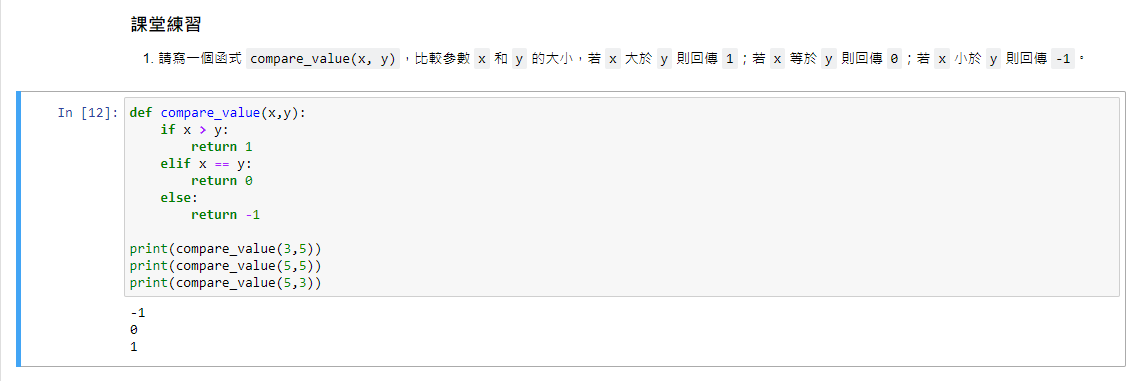 課堂練習
1. 請寫一個函式 compare_value(x, y) ，比較參數 x 和 y 的大小，若 x 大於 y 則回傳 1 ；若 x 等於 y 則回傳 0 ；若 x 小於 y 則回傳 -1 。
In [12]: def compare_value(x,y):
    if x > y:
        return 1
    elif x == y:
        return 0
    else:
        return -1
print(compare_value(3,5))
print(compare_value(5,5))
print(compare_value(5,3))
-1
0
1